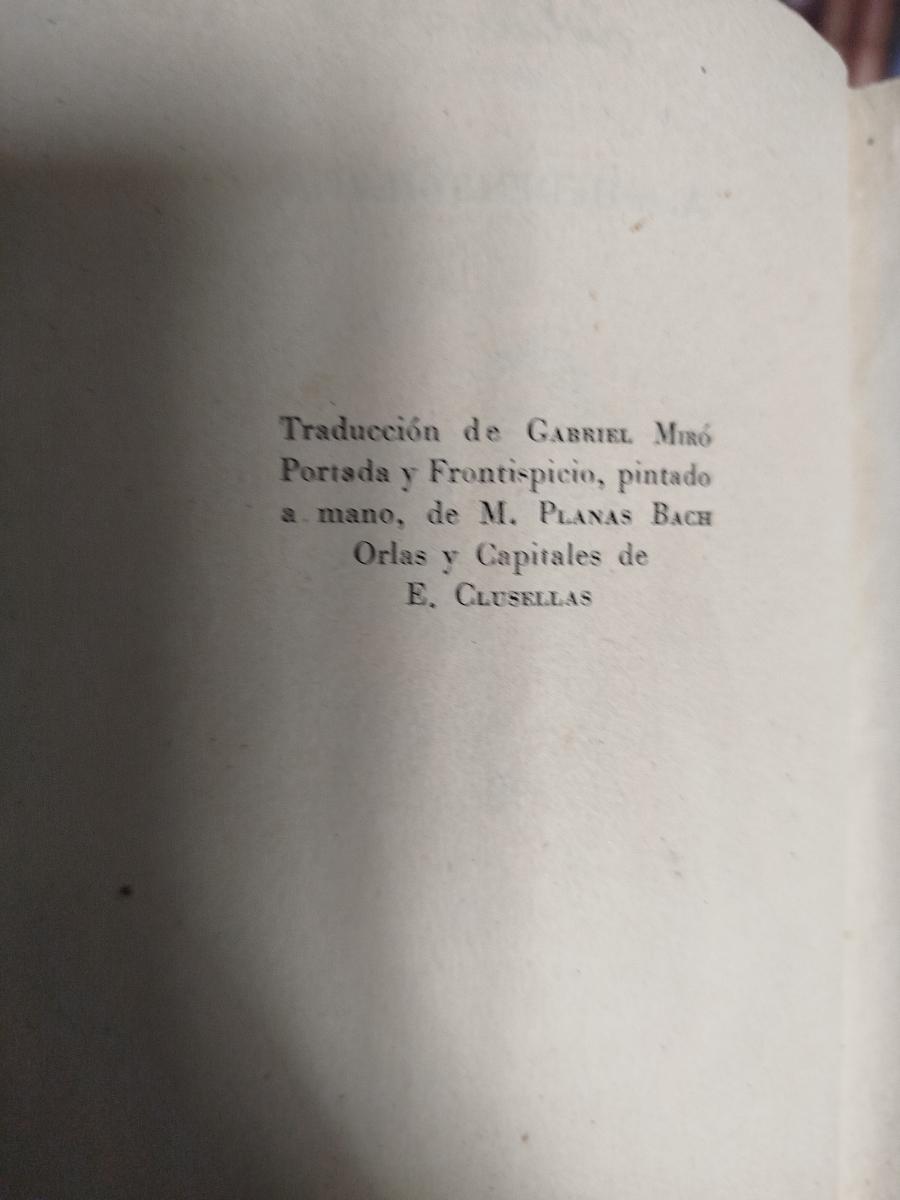 Traducción de GABRIEL MIRÓ
Portada y Frontispicio, pintado
a mano, de M. PLANAS BACH
Orlas y Capitales de
E. CLUSELLAS